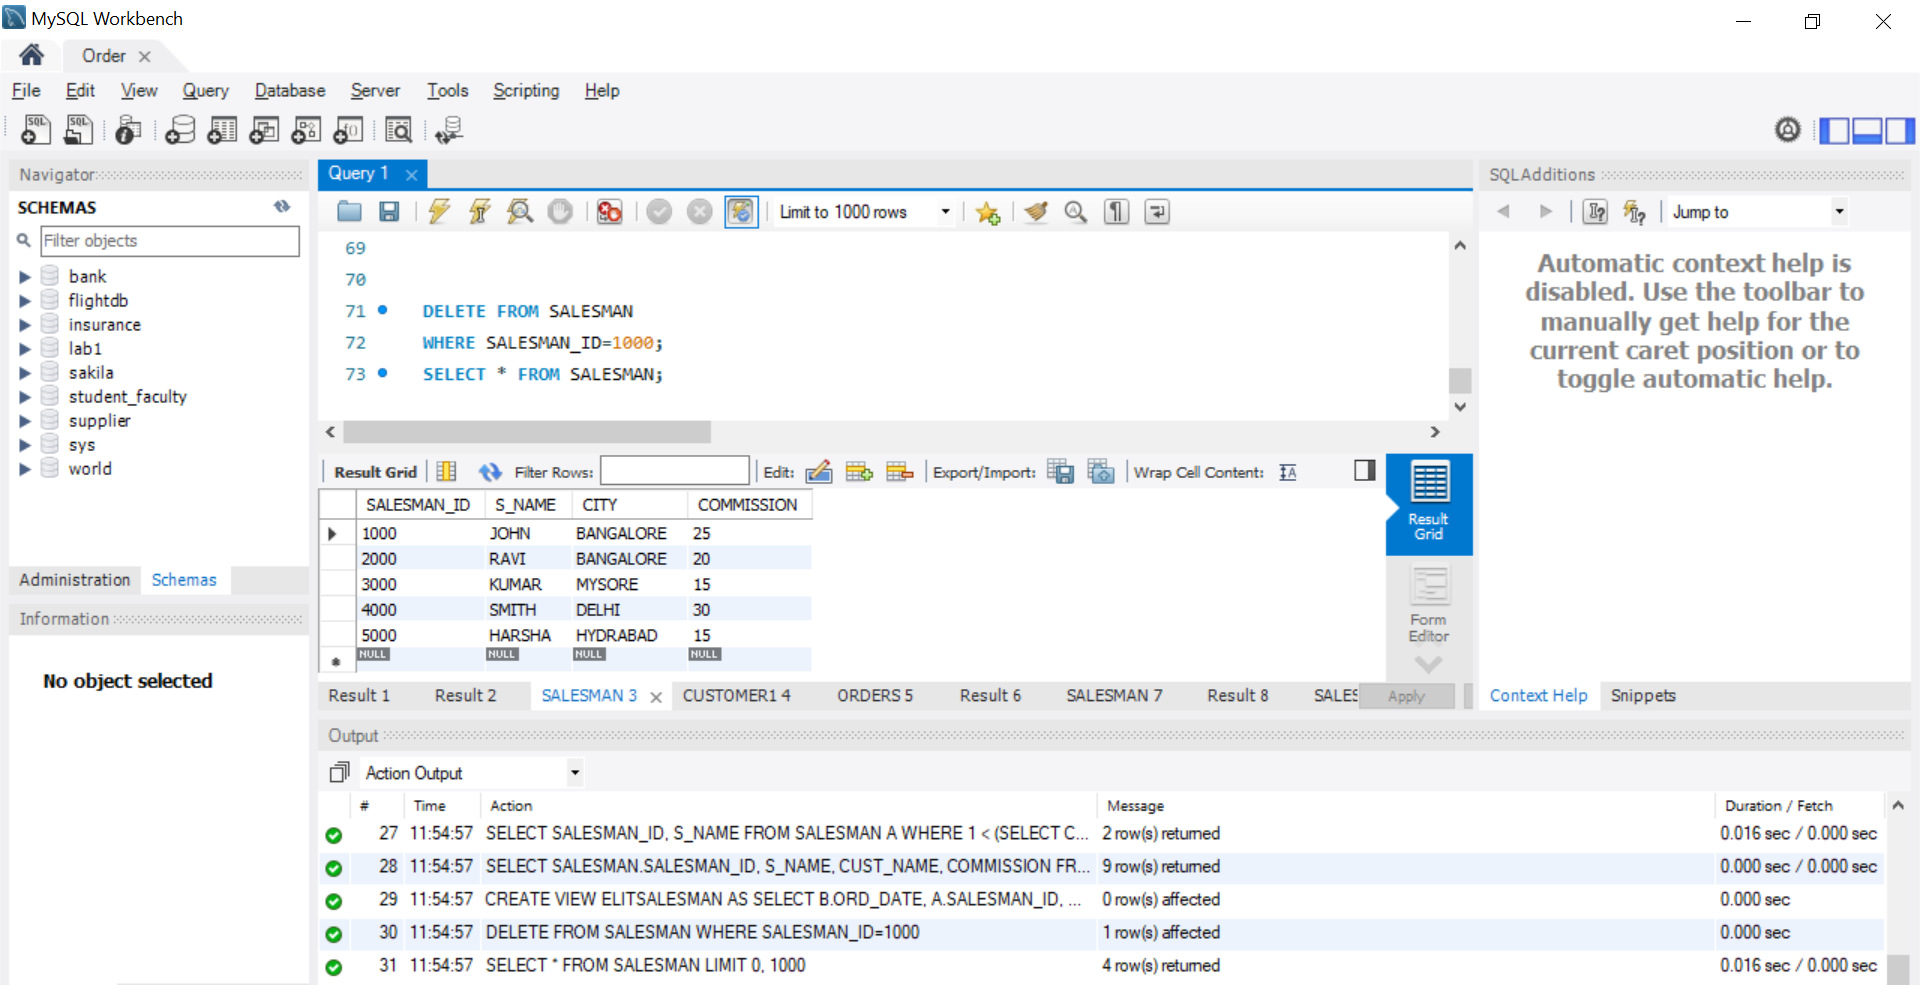 MySQL Workbench
Order
File Edit View Query Database Server Tools Scripting Help
Navigator
SCHEMAS
Filter objects
bank
flightdb
insurance
lab1
sakila
student_faculty
supplier
sys
world
Administration Schemas
Information
No object selected
Query 1
Limit to 1000 rows
69
70
71 DELETE FROM SALESMAN
72 WHERE SALESMAN_ID=1000;
73 SELECT * FROM SALESMAN;
Result Grid Filter Rows: Edit: Export/Import: Wrap Cell Content:
SALESMAN_ID S_NAME CITY COMMISSION
1000 JOHN BANGALORE 25
2000 RAVI BANGALORE 20
3000 KUMAR MYSORE 15
4000 SMITH DELHI 30
5000 HARSHA HYDRABAD 15
NULL NULL NULL NULL
Result
Grid
Form
Editor
Result 1 Result 2 SALESMAN 3 CUSTOMER1 4 ORDERS 5 Result 6 SALESMAN 7 Result 8 SALES Apply
SQLAdditions
Jump to
Automatic context help is
disabled. Use the toolbar to
manually get help for the
current caret position or to
toggle automatic help.
Context Help Snippets
Output
Action Output
# Time Action Message Duration / Fetch
27 11:54:57 SELECT SALESMAN_ID, S_NAME FROM SALESMAN A WHERE 1 < (SELECT C... 2 row(s) returned 0.016 sec / 0.000 sec
28 11:54:57 SELECT SALESMAN.SALESMAN_ID, S_NAME, CUST_NAME, COMMISSION FR... 9 row(s) returned 0.000 sec / 0.000 sec
29 11:54:57 CREATE VIEW ELITSALESMAN AS SELECT B.ORD_DATE, A.SALESMAN_ID, ... 0 row(s) affected 0.000 sec
30 11:54:57 DELETE FROM SALESMAN WHERE SALESMAN_ID=1000 1 row(s) affected 0.000 sec
31 11:54:57 SELECT * FROM SALESMAN LIMIT 0, 1000 4 row(s) returned 0.016 sec / 0.000 sec